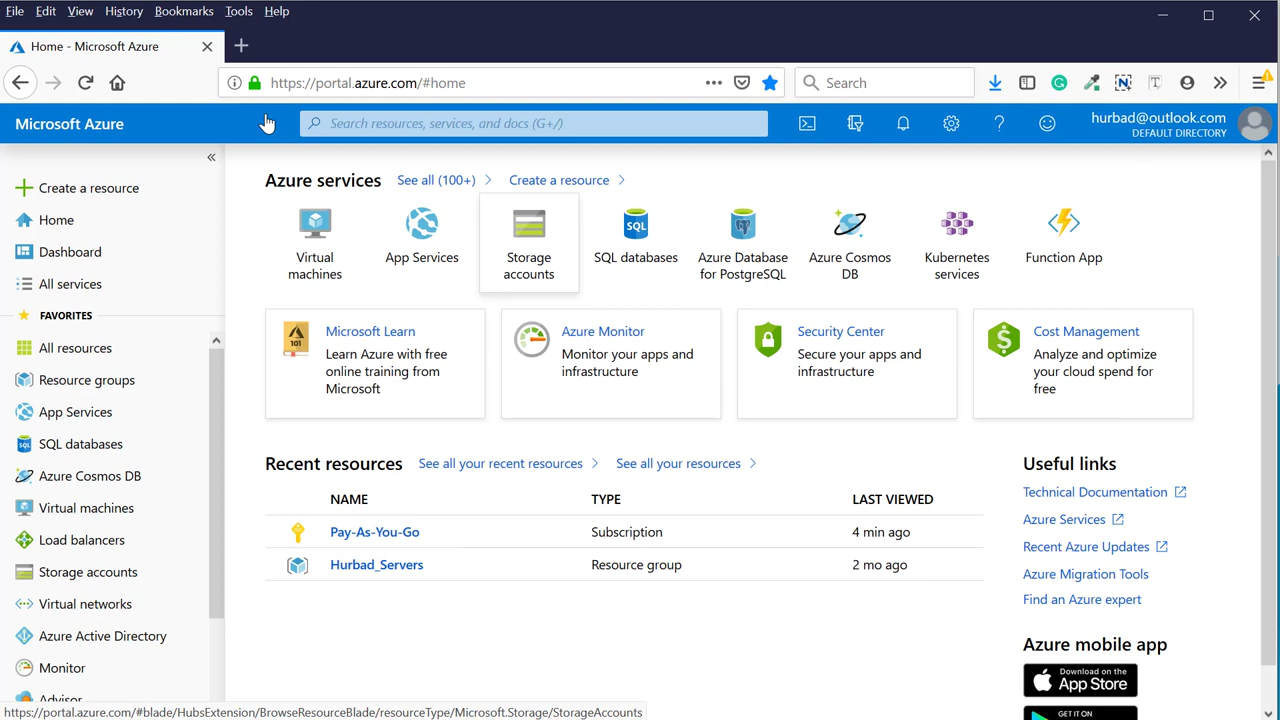 File Edit View History Bookmarks Tools Help
Home - Microsoft Azure
https://portal.azure.com/#home
Search
Microsoft Azure
Search resources, services, and docs (G+/)
hurbad@outlook.com
DEFAULT DIRECTORY
Create a resource
Home
Dashboard
All services
FAVORITES
All resources
Resource groups
App Services
SQL databases
Azure Cosmos DB
Virtual machines
Load balancers
Storage accounts
Virtual networks
Azure Active Directory
Monitor
Advisor
Azure services See all (100+) Create a resource
Virtual
machines
App Services
Storage
accounts
SQL
SQL databases
Azure Database
for PostgreSQL
Azure Cosmos
DB
Kubernetes
services
Function App
101
Microsoft Learn
Learn Azure with free
online training from
Microsoft
Azure Monitor
Monitor your apps and
infrastructure
Security Center
Secure your apps and
infrastructure
Cost Management
Analyze and optimize
your cloud spend for
free
Recent resources See all your recent resources See all your resources
NAME TYPE LAST VIEWED
Pay-As-You-Go Subscription 4 min ago
Hurbad_Servers Resource group 2 mo ago
Useful links
Technical Documentation
Azure Services
Recent Azure Updates
Azure Migration Tools
Find an Azure expert
Azure mobile app
Download on the
App Store
GET IT ON
https://portal.azure.com/#blade/HubsExtension/BrowseResourceBlade/resourceType/Microsoft.Storage/StorageAccounts